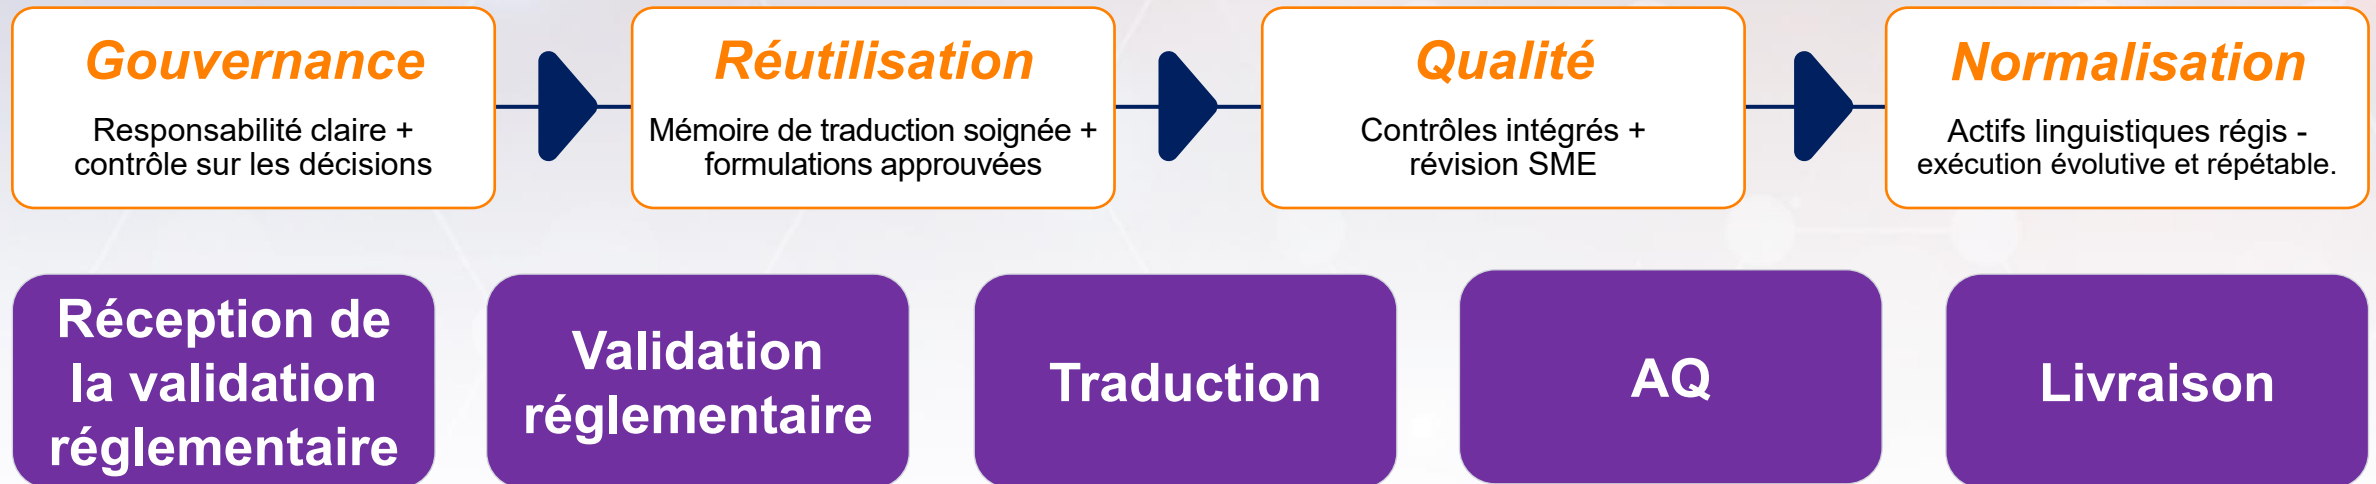 Gouvernance
Responsabilité claire +
contrôle sur les décisions
Réutilisation
Mémoire de traduction soignée +
formulations approuvées
Qualité
Contrôles intégrés +
révision SME
Normalisation
Actifs linguistiques régis -
exécution évolutive et répétable.
Réception de
la validation
réglementaire
Validation
réglementaire
Traduction
AQ
Livraison